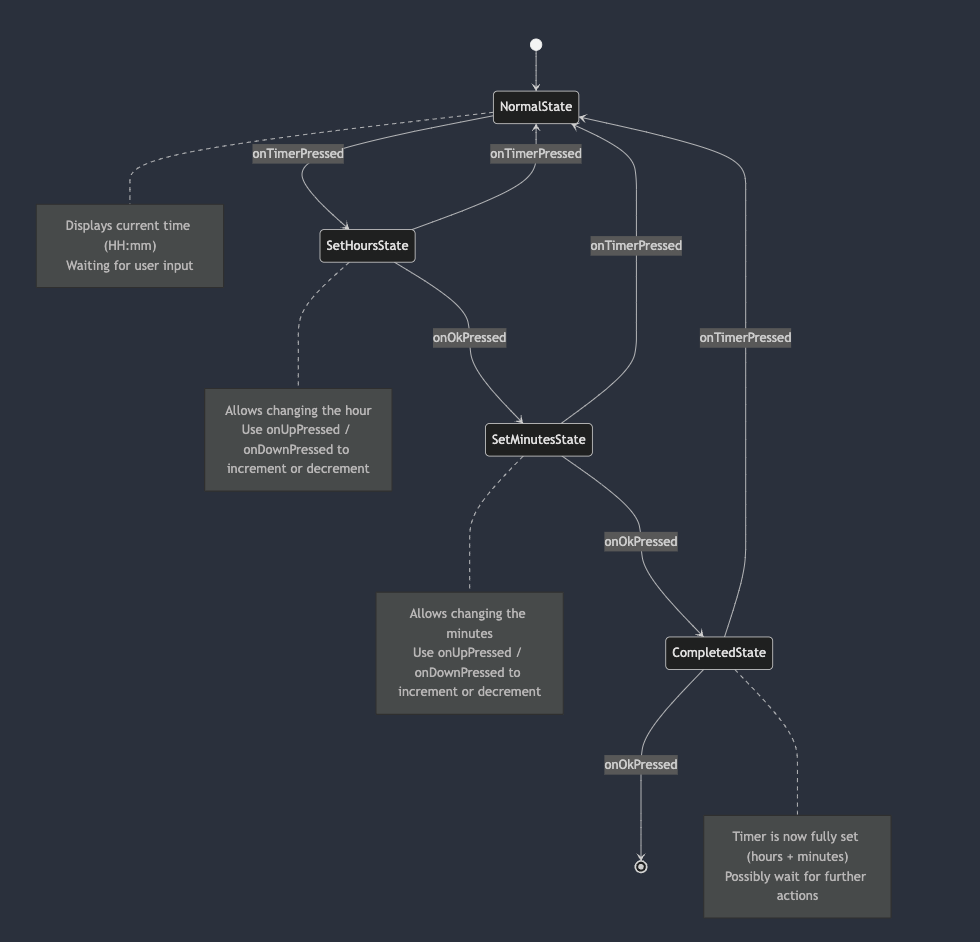 NormalState
onTimerPressed
onTimerPressed
Displays current time
(HH:mm)
Waiting for user input
SetHoursState
onTimerPressed
onOkPressed
onTimerPressed
Allows changing the hour
Use onUpPressed /
onDownPressed to
increment or decrement
SetMinutesState
onOkPressed
Allows changing the
minutes
Use onUpPressed /
onDownPressed to
increment or decrement
CompletedState
onOkPressed
Timer is now fully set
(hours + minutes)
Possibly wait for further
actions